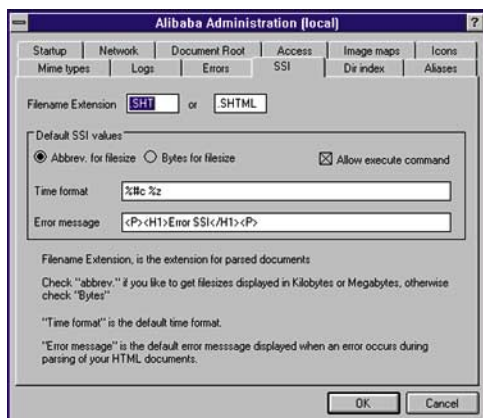 Alibaba Administration (local) ?
Startup Network Document Root Access Image maps Icons
Mime types Logs Errors SSI Dir index Aliases
Filename Extension .SHT or .SHTML
Default SSI values
Abbrev. for filesize Bytes for filesize Allow execute command
Time format %#c %z
Error message <P><H1>Error SSI</H1><P>
Filename Extension, is the extension for parsed documents
Check "abbrev." if you like to get filesizes displayed in Kilobytes or Megabytes, otherwise
check "Bytes"
"Time format" is the default time format.
"Error message" is the default error messsage displayed when an error occurs during
parsing of your HTML documents.
OK Cancel